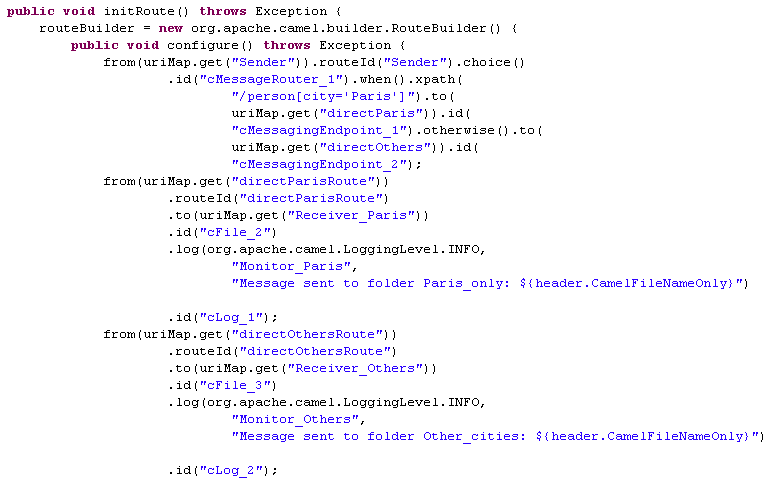 public void initRoute() throws Exception {
routeBuilder = new org.apache.camel.builder.RouteBuilder() {
public void configure() throws Exception {
from(uriMap.get("Sender")).routeId("Sender").choice()
.id("cMessageRouter_1").when().xpath(
"/person[city='Paris']").to(
uriMap.get("directParis")).id(
"cMessagingEndpoint_1").otherwise().to(
uriMap.get("directOthers")).id(
"cMessagingEndpoint_2");
from(uriMap.get("directParisRoute"))
.routeId("directParisRoute")
.to(uriMap.get("Receiver_Paris"))
.id("cFile_2")
.log(org.apache.camel.LoggingLevel.INFO,
"Monitor_Paris",
"Message sent to folder Paris_only: ${header.CamelFileNameOnly}")
.id("cLog_1");
from(uriMap.get("directOthersRoute"))
.routeId("directOthersRoute")
.to(uriMap.get("Receiver_Others"))
.id("cFile_3")
.log(org.apache.camel.LoggingLevel.INFO,
"Monitor_Others",
"Message sent to folder Other_cities: ${header.CamelFileNameOnly}")
.id("cLog_2");